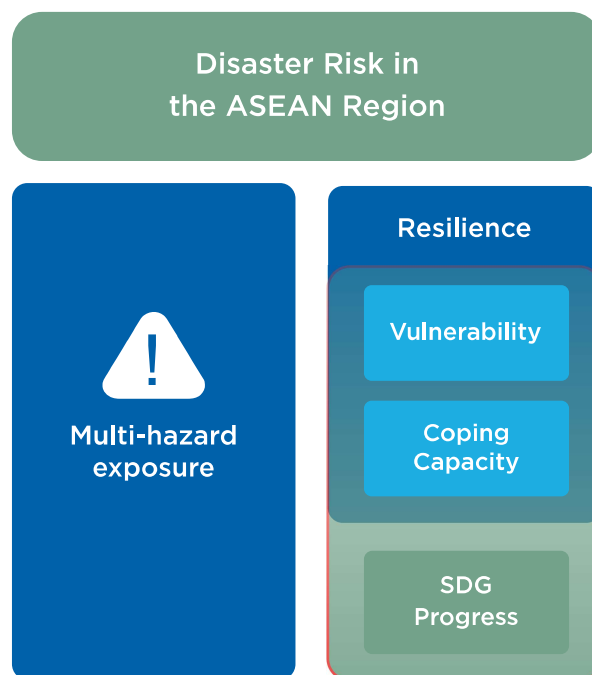 Disaster Risk in
the ASEAN Region
!
Multi-hazard
exposure
Resilience
Vulnerability
Coping
Capacity
SDG
Progress